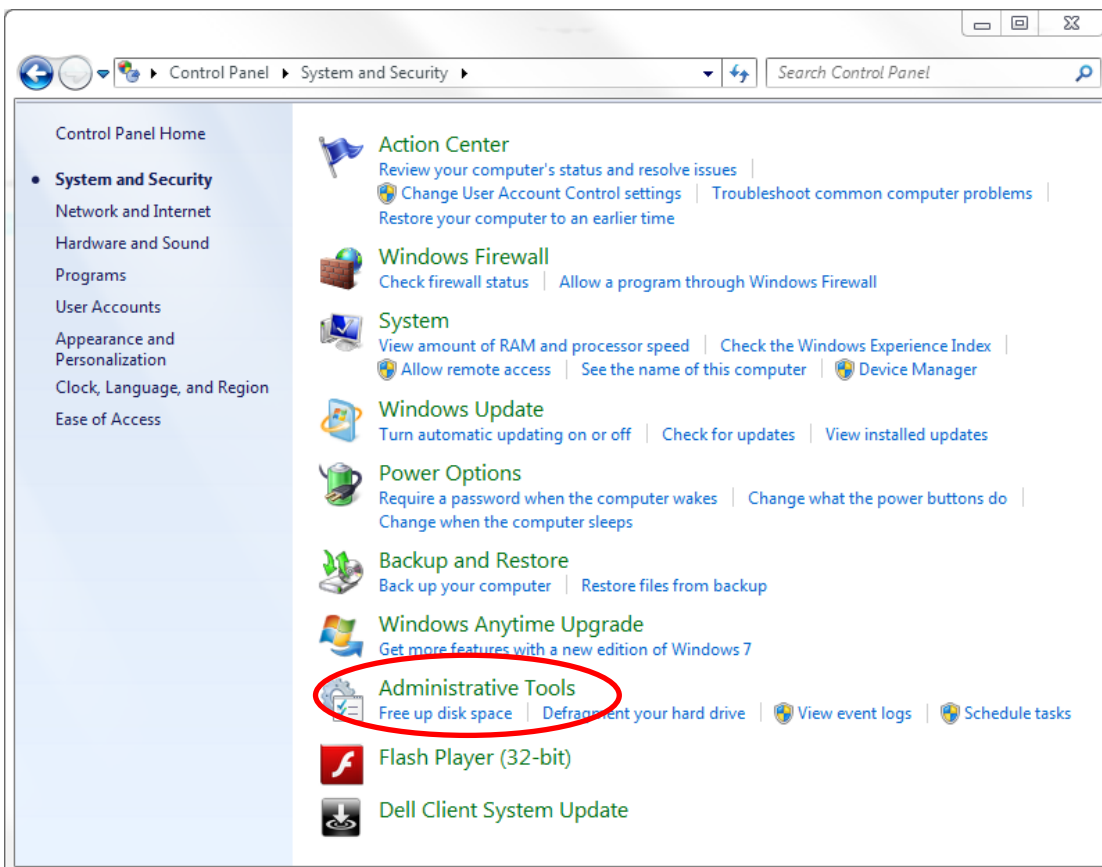 Control Panel System and Security Search Control Panel
Control Panel Home
System and Security
Network and Internet
Hardware and Sound
Programs
User Accounts
Appearance and
Personalization
Clock, Language, and Region
Ease of Access
Action Center
Review your computer's status and resolve issues
Change User Account Control settings Troubleshoot common computer problems
Restore your computer to an earlier time
Windows Firewall
Check firewall status Allow a program through Windows Firewall
System
View amount of RAM and processor speed Check the Windows Experience Index
Allow remote access See the name of this computer Device Manager
Windows Update
Turn automatic updating on or off Check for updates View installed updates
Power Options
Require a password when the computer wakes Change what the power buttons do
Change when the computer sleeps
Backup and Restore
Back up your computer Restore files from backup
Windows Anytime Upgrade
Get more features with a new edition of Windows 7
Administrative Tools
Free up disk space Defragment your hard drive View event logs Schedule tasks
Flash Player (32-bit)
Dell Client System Update